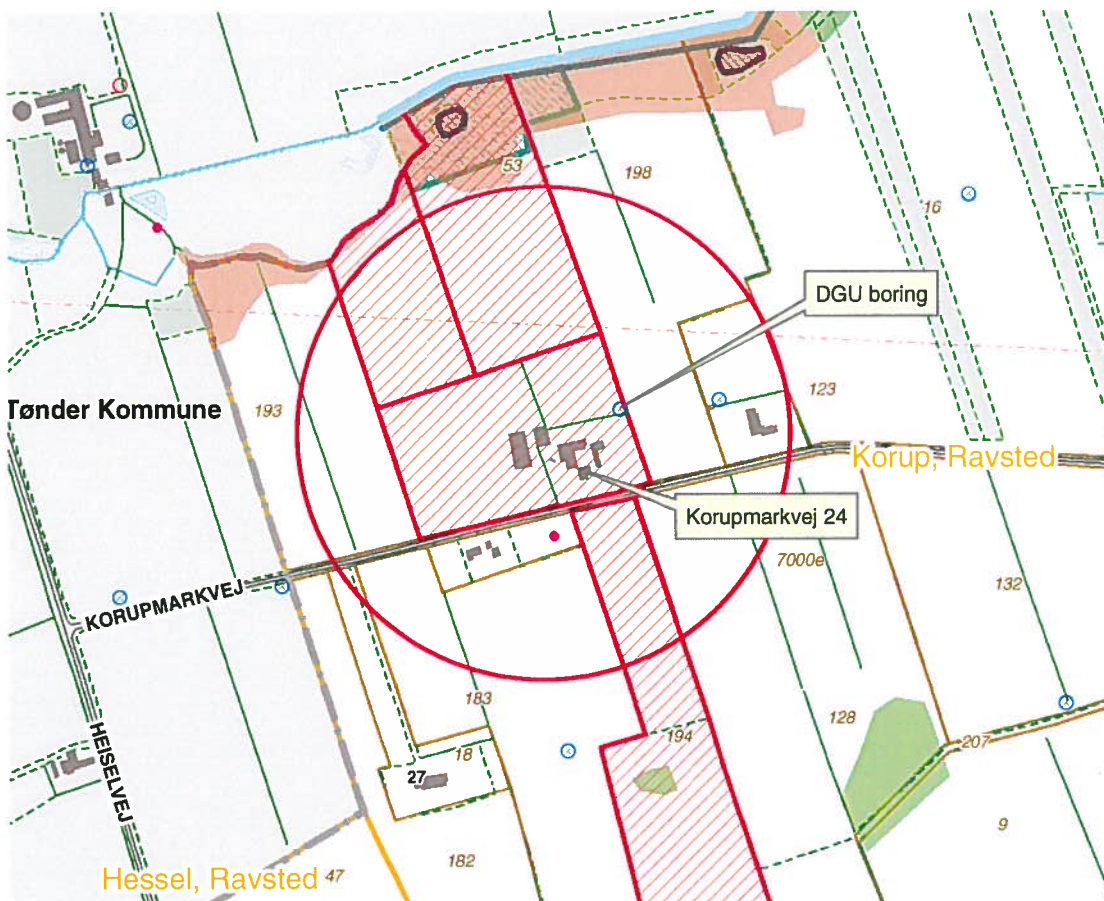 53
198
16
DGU boring
123
193
Tønder Kommune
Korup, Ravsted
Korupmarkvej 24
7000e
132
KORUPMARKVEJ
183
128
194
207
18
27
HEISELVEJ
9
182
Hessel, Ravsted 47